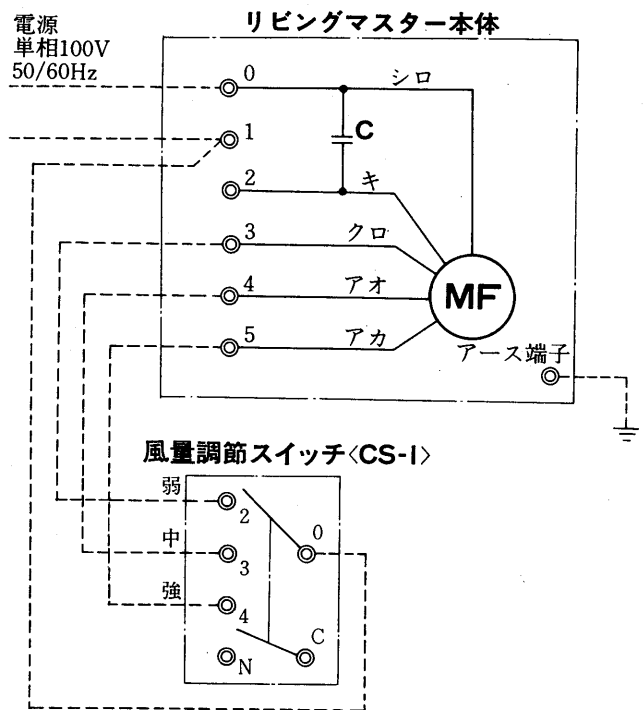 電源
単相100V
50/60Hz
リビングマスター本体
0
シロ
1
C
2
キ
3
クロ
4
アオ
MF
5
アカ
アース端子
風量調節スイッチ〈CS-1〉
弱
2
0
中
3
強
4
C
N